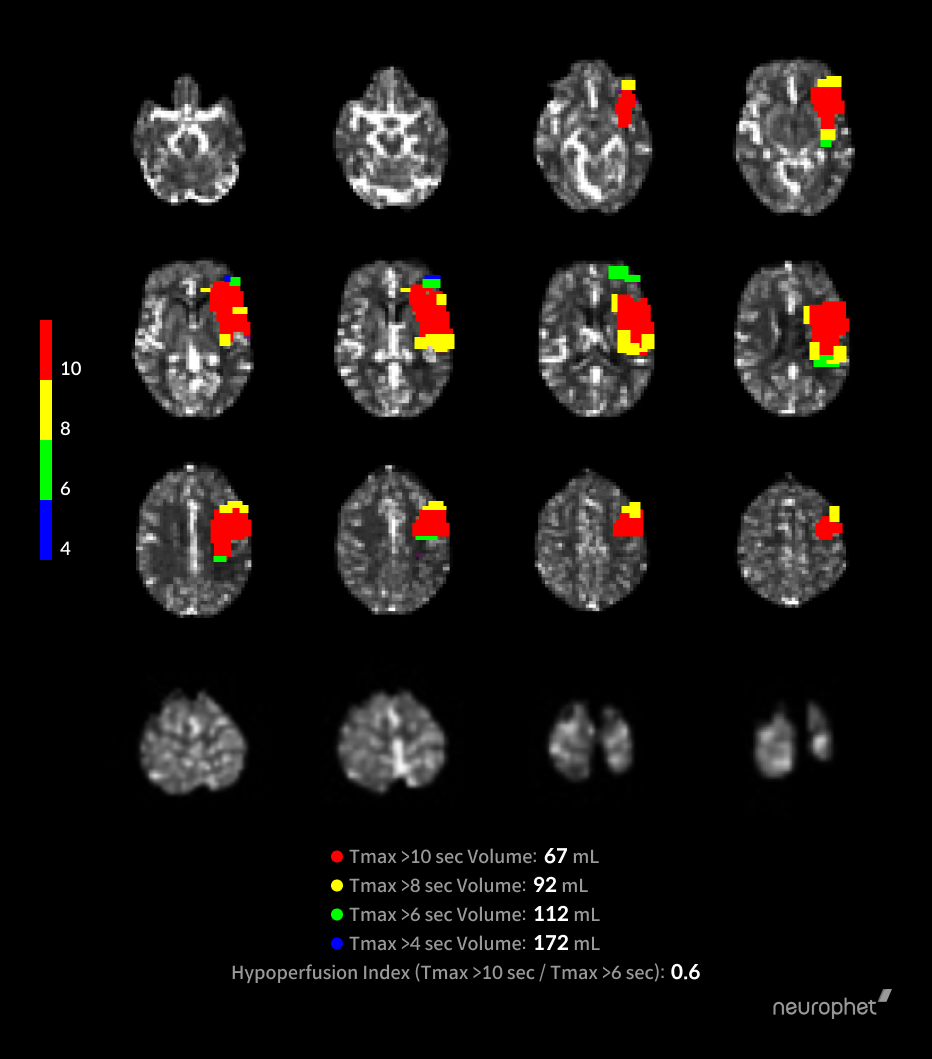 10
8
6
4
Tmax >10 sec Volume: 67 mL
Tmax >8 sec Volume: 92 mL
Tmax >6 sec Volume: 112 mL
Tmax >4 sec Volume: 172 mL
Hypoperfusion Index (Tmax >10 sec / Tmax >6 sec): 0.6
neurophet